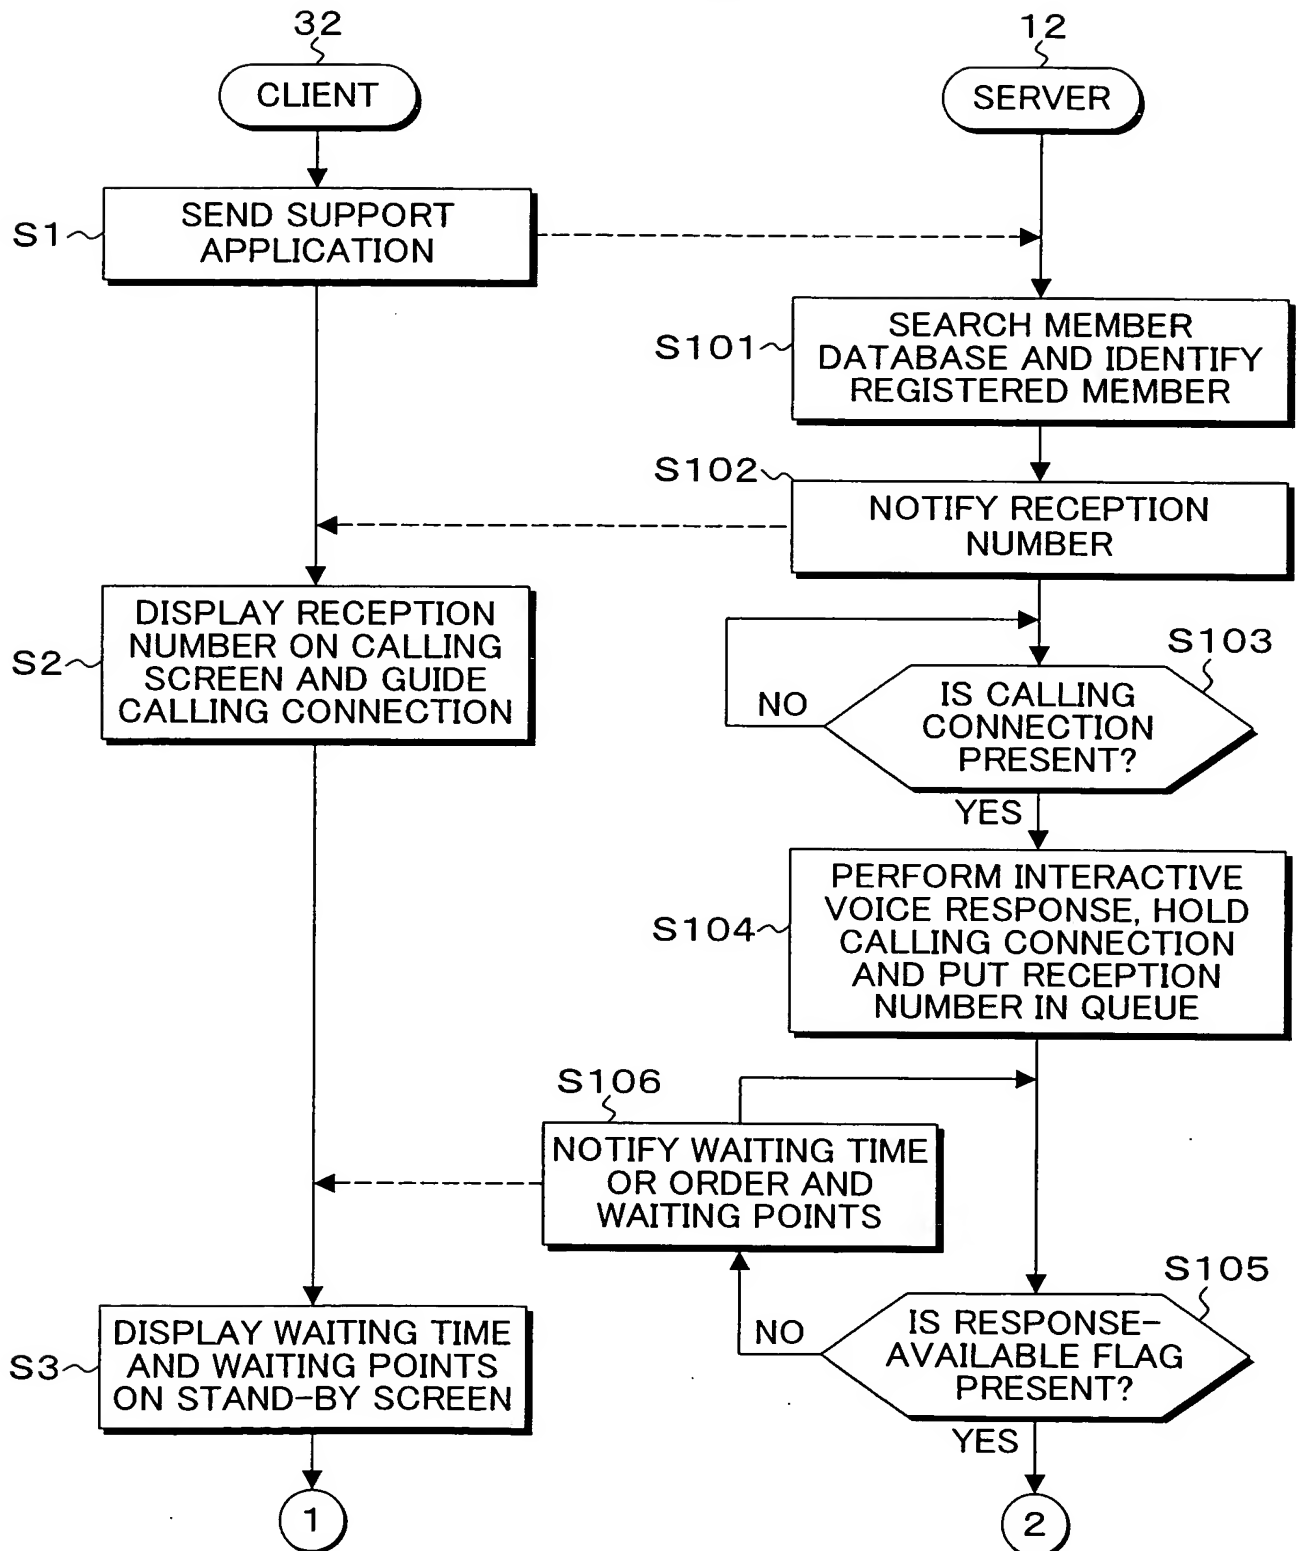 32
12
CLIENT
SERVER
SEND SUPPORT
APPLICATION
S1
SEARCH MEMBER
DATABASE AND IDENTIFY
REGISTERED MEMBER
S101
S102
NOTIFY RECEPTION
NUMBER
DISPLAY RECEPTION
NUMBER ON CALLING
SCREEN AND GUIDE
CALLING CONNECTION
S2
S103
IS CALLING
CONNECTION
PRESENT?
NO
YES
PERFORM INTERACTIVE
VOICE RESPONSE, HOLD
CALLING CONNECTION
AND PUT RECEPTION
NUMBER IN QUEUE
S104
S106
NOTIFY WAITING TIME
OR ORDER AND
WAITING POINTS
S105
IS RESPONSE-
AVAILABLE FLAG
PRESENT?
NO
YES
DISPLAY WAITING TIME
AND WAITING POINTS
ON STAND-BY SCREEN
S3
1
2